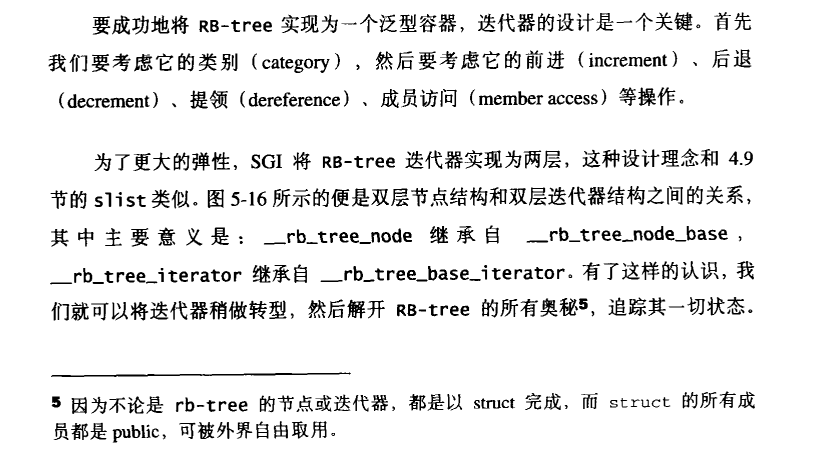 要成功地将 RB-tree 实现为一个泛型容器，迭代器的设计是一个关键。首先
我们要考虑它的类别（category），然后要考虑它的前进（increment）、后退
（decrement）、提领（dereference）、成员访问（member access）等操作。
为了更大的弹性，SGI 将 RB-tree 迭代器实现为两层，这种设计理念和 4.9
节的 slist 类似。图 5-16 所示的便是双层节点结构和双层迭代器结构之间的关系，
其中主要意义是：__rb_tree_node 继承自 __rb_tree_node_base，
__rb_tree_iterator 继承自 __rb_tree_base_iterator。有了这样的认识，我
们就可以将迭代器稍做转型，然后解开 RB-tree 的所有奥秘5，追踪其一切状态。
5 因为不论是 rb-tree 的节点或迭代器，都是以 struct 完成，而 struct 的所有成
员都是 public，可被外界自由取用。